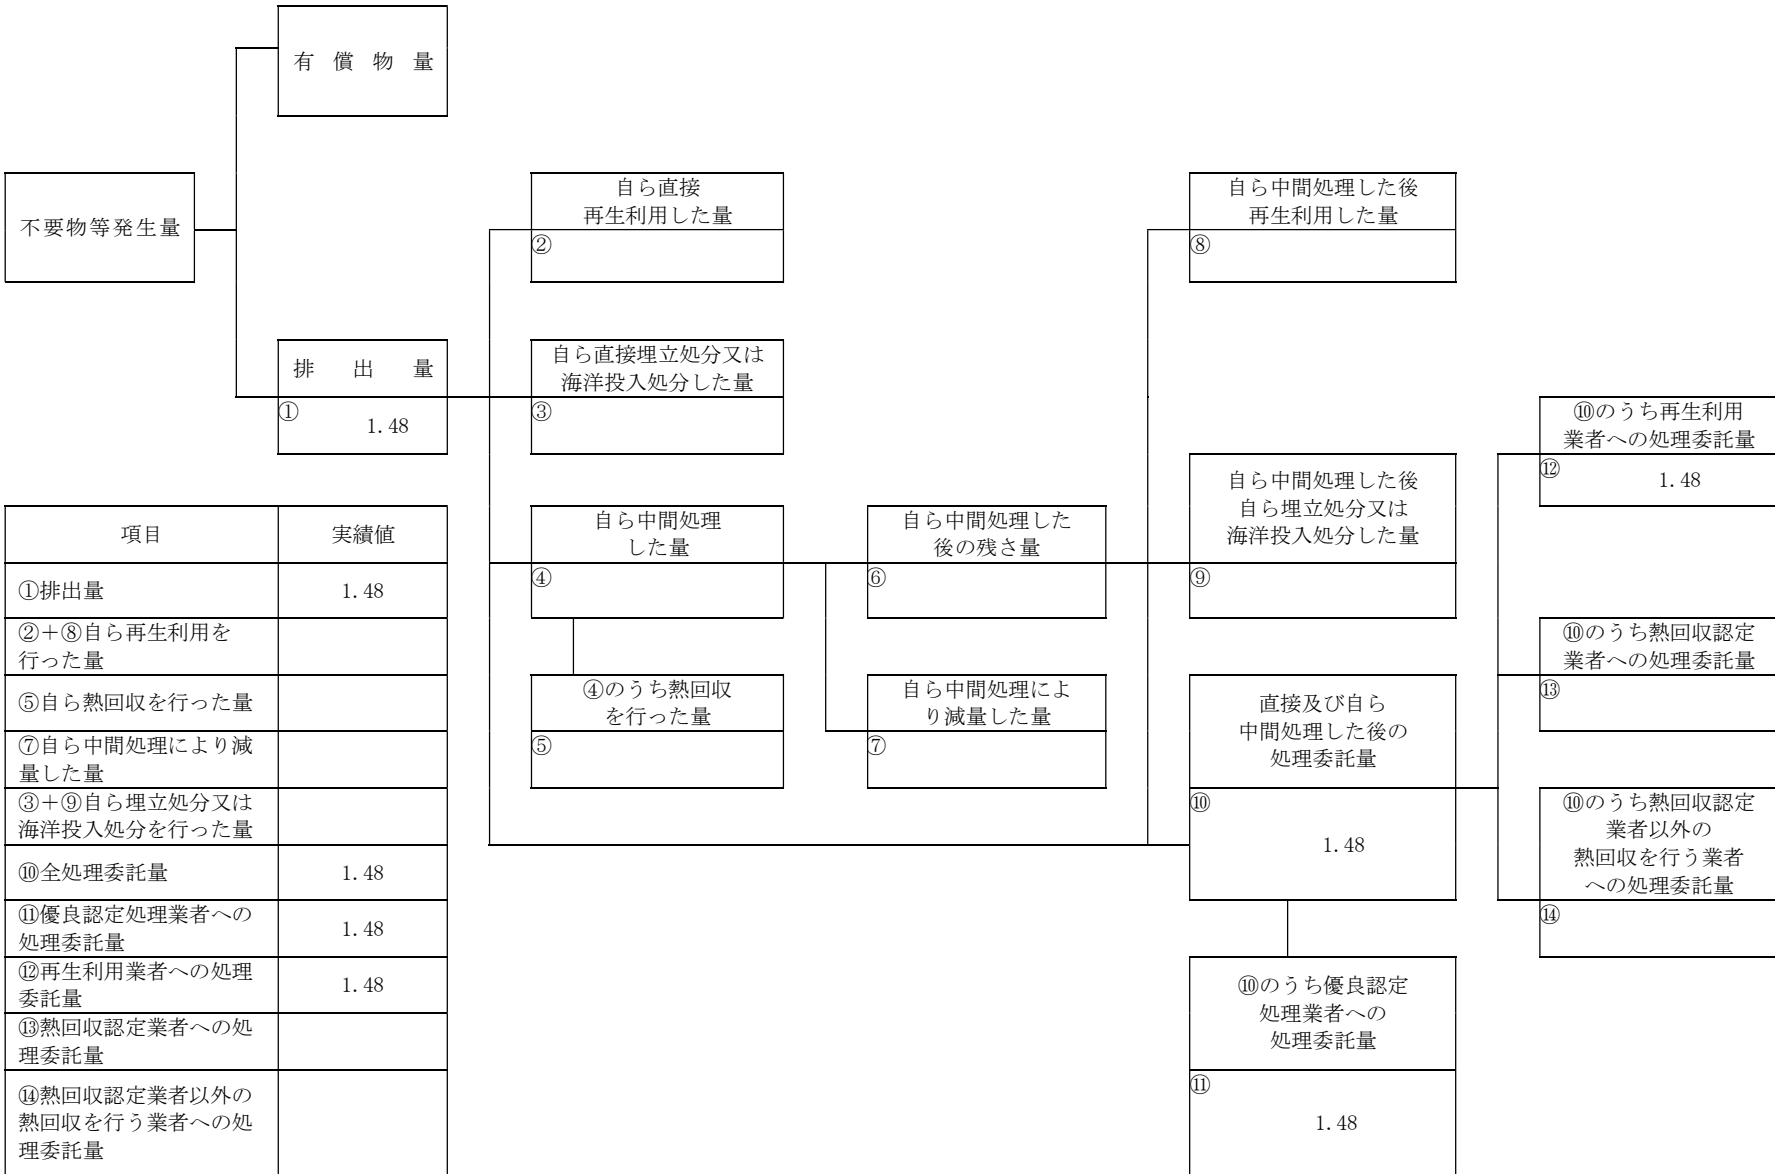 有償物量
不要物等発生量
自ら直接
再生利用した量
②
自ら中間処理した後
再生利用した量
⑧
排出量
①
1.48
自ら直接埋立処分又は
海洋投入処分した量
③
⑩のうち再生利用
業者への処理委託量
⑫
1.48
自ら中間処理した後
自ら埋立処分又は
海洋投入処分した量
⑨
自ら中間処理
した量
④
自ら中間処理した
後の残さ量
⑥
⑩のうち熱回収認定
業者への処理委託量
⑬
④のうち熱回収
を行った量
⑤
自ら中間処理によ
り減量した量
⑦
直接及び自ら
中間処理した後の
処理委託量
⑩
1.48
⑩のうち熱回収認定
業者以外の
熱回収を行う業者
への処理委託量
⑭
⑩のうち優良認定
処理業者への
処理委託量
⑪
1.48
項目 実績値
①排出量 1.48
②+⑧自ら再生利用を
行った量
⑤自ら熱回収を行った量
⑦自ら中間処理により減
量した量
③+⑨自ら埋立処分又は
海洋投入処分を行った量
⑩全処理委託量 1.48
⑪優良認定処理業者への
処理委託量
1.48
⑫再生利用業者への処理
委託量
1.48
⑬熱回収認定業者への処
理委託量
⑭熱回収認定業者以外の
熱回収を行う業者への処
理委託量